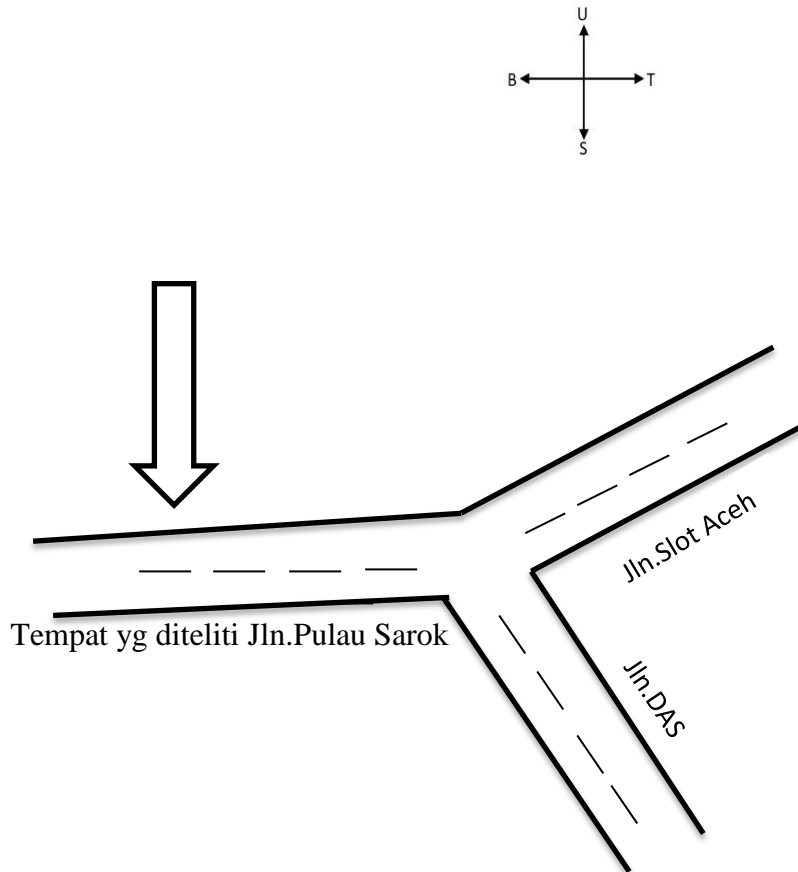 U
B T
S
Jln.Slot Aceh
Tempat yg diteliti Jln.Pulau Sarok
Jln.DAS